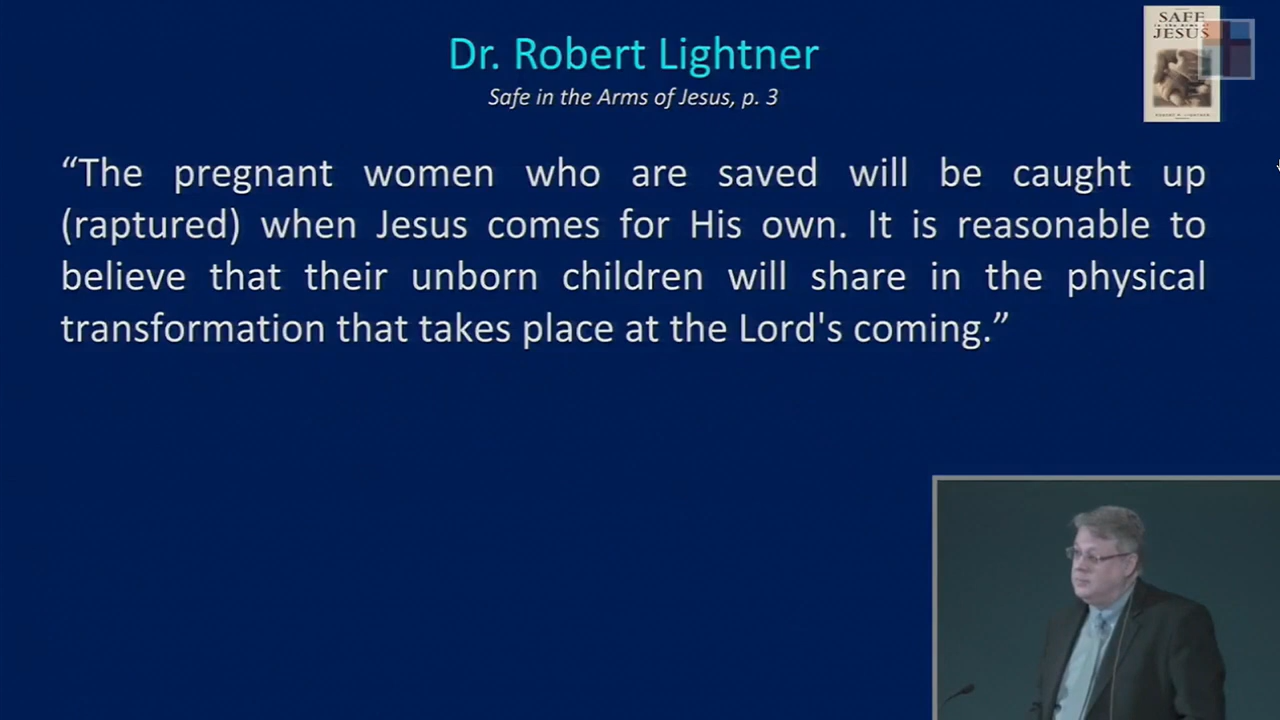 Dr. Robert Lightner
Safe in the Arms of Jesus, p. 3
SAFE
JESUS
“The pregnant women who are saved will be caught up
(raptured) when Jesus comes for His own. It is reasonable to
believe that their unborn children will share in the physical
transformation that takes place at the Lord's coming.”